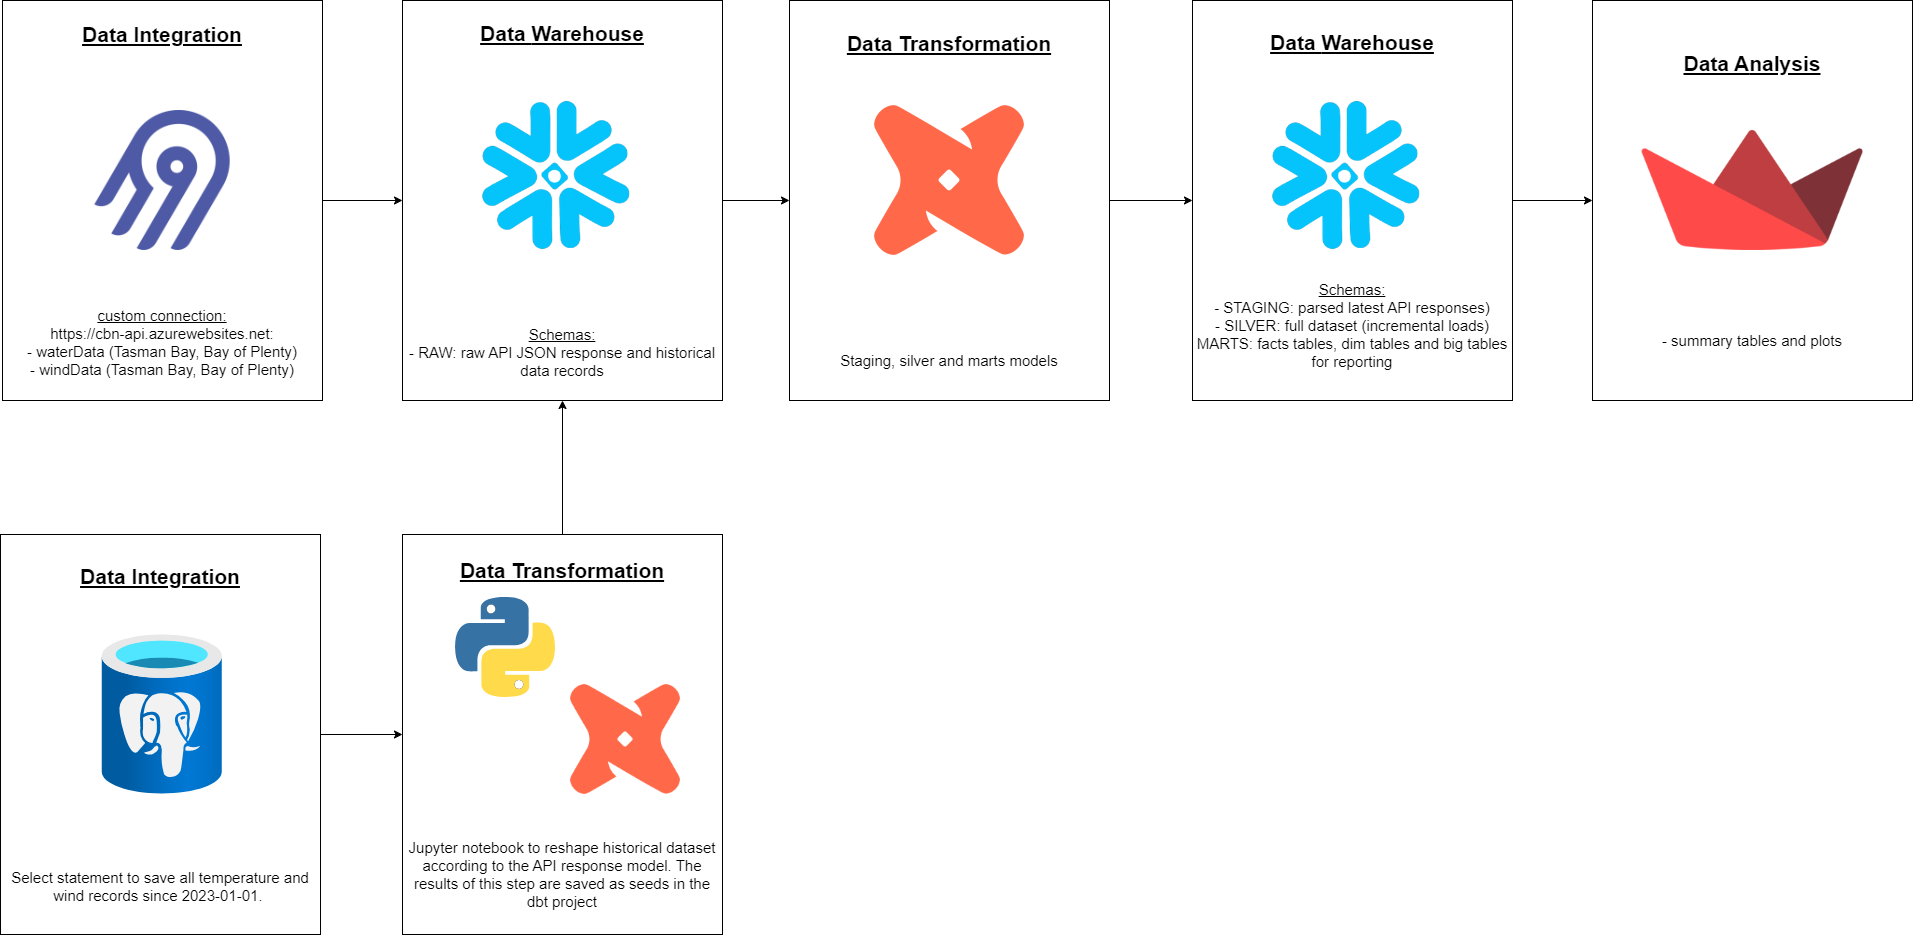 Data Integration
custom connection:
https://cbn-api.azurewebsites.net:
- waterData (Tasman Bay, Bay of Plenty)
- windData (Tasman Bay, Bay of Plenty)
Data Warehouse
Schemas:
- RAW: raw API JSON response and historical
data records
Data Transformation
Staging, silver and marts models
Data Warehouse
Schemas:
- STAGING: parsed latest API responses)
- SILVER: full dataset (incremental loads)
MARTS: facts tables, dim tables and big tables
for reporting
Data Analysis
- summary tables and plots
Data Integration
Select statement to save all temperature and
wind records since 2023-01-01.
Data Transformation
Jupyter notebook to reshape historical dataset
according to the API response model. The
results of this step are saved as seeds in the
dbt project